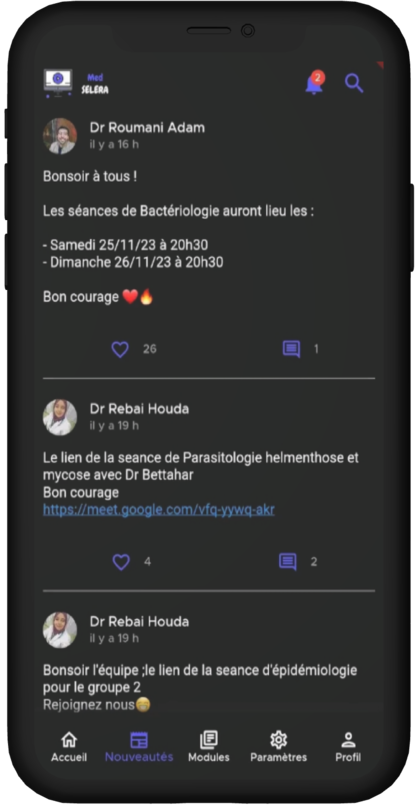 Med
SELERA
2
Dr Roumani Adam
il y a 16 h
Bonsoir à tous !
Les séances de Bactériologie auront lieu les :
- Samedi 25/11/23 à 20h30
- Dimanche 26/11/23 à 20h30
Bon courage ❤️🔥
26 1
Dr Rebai Houda
il y a 19 h
Le lien de la seance de Parasitologie helmenthose et
mycose avec Dr Bettahar
Bon courage
https://meet.google.com/vfq-yywq-akr
4 2
Dr Rebai Houda
il y a 19 h
Bonsoir l'équipe ;le lien de la seance d'épidémiologie
pour le groupe 2
Rejoignez nous😁
Accueil Nouveautés Modules Paramètres Profil